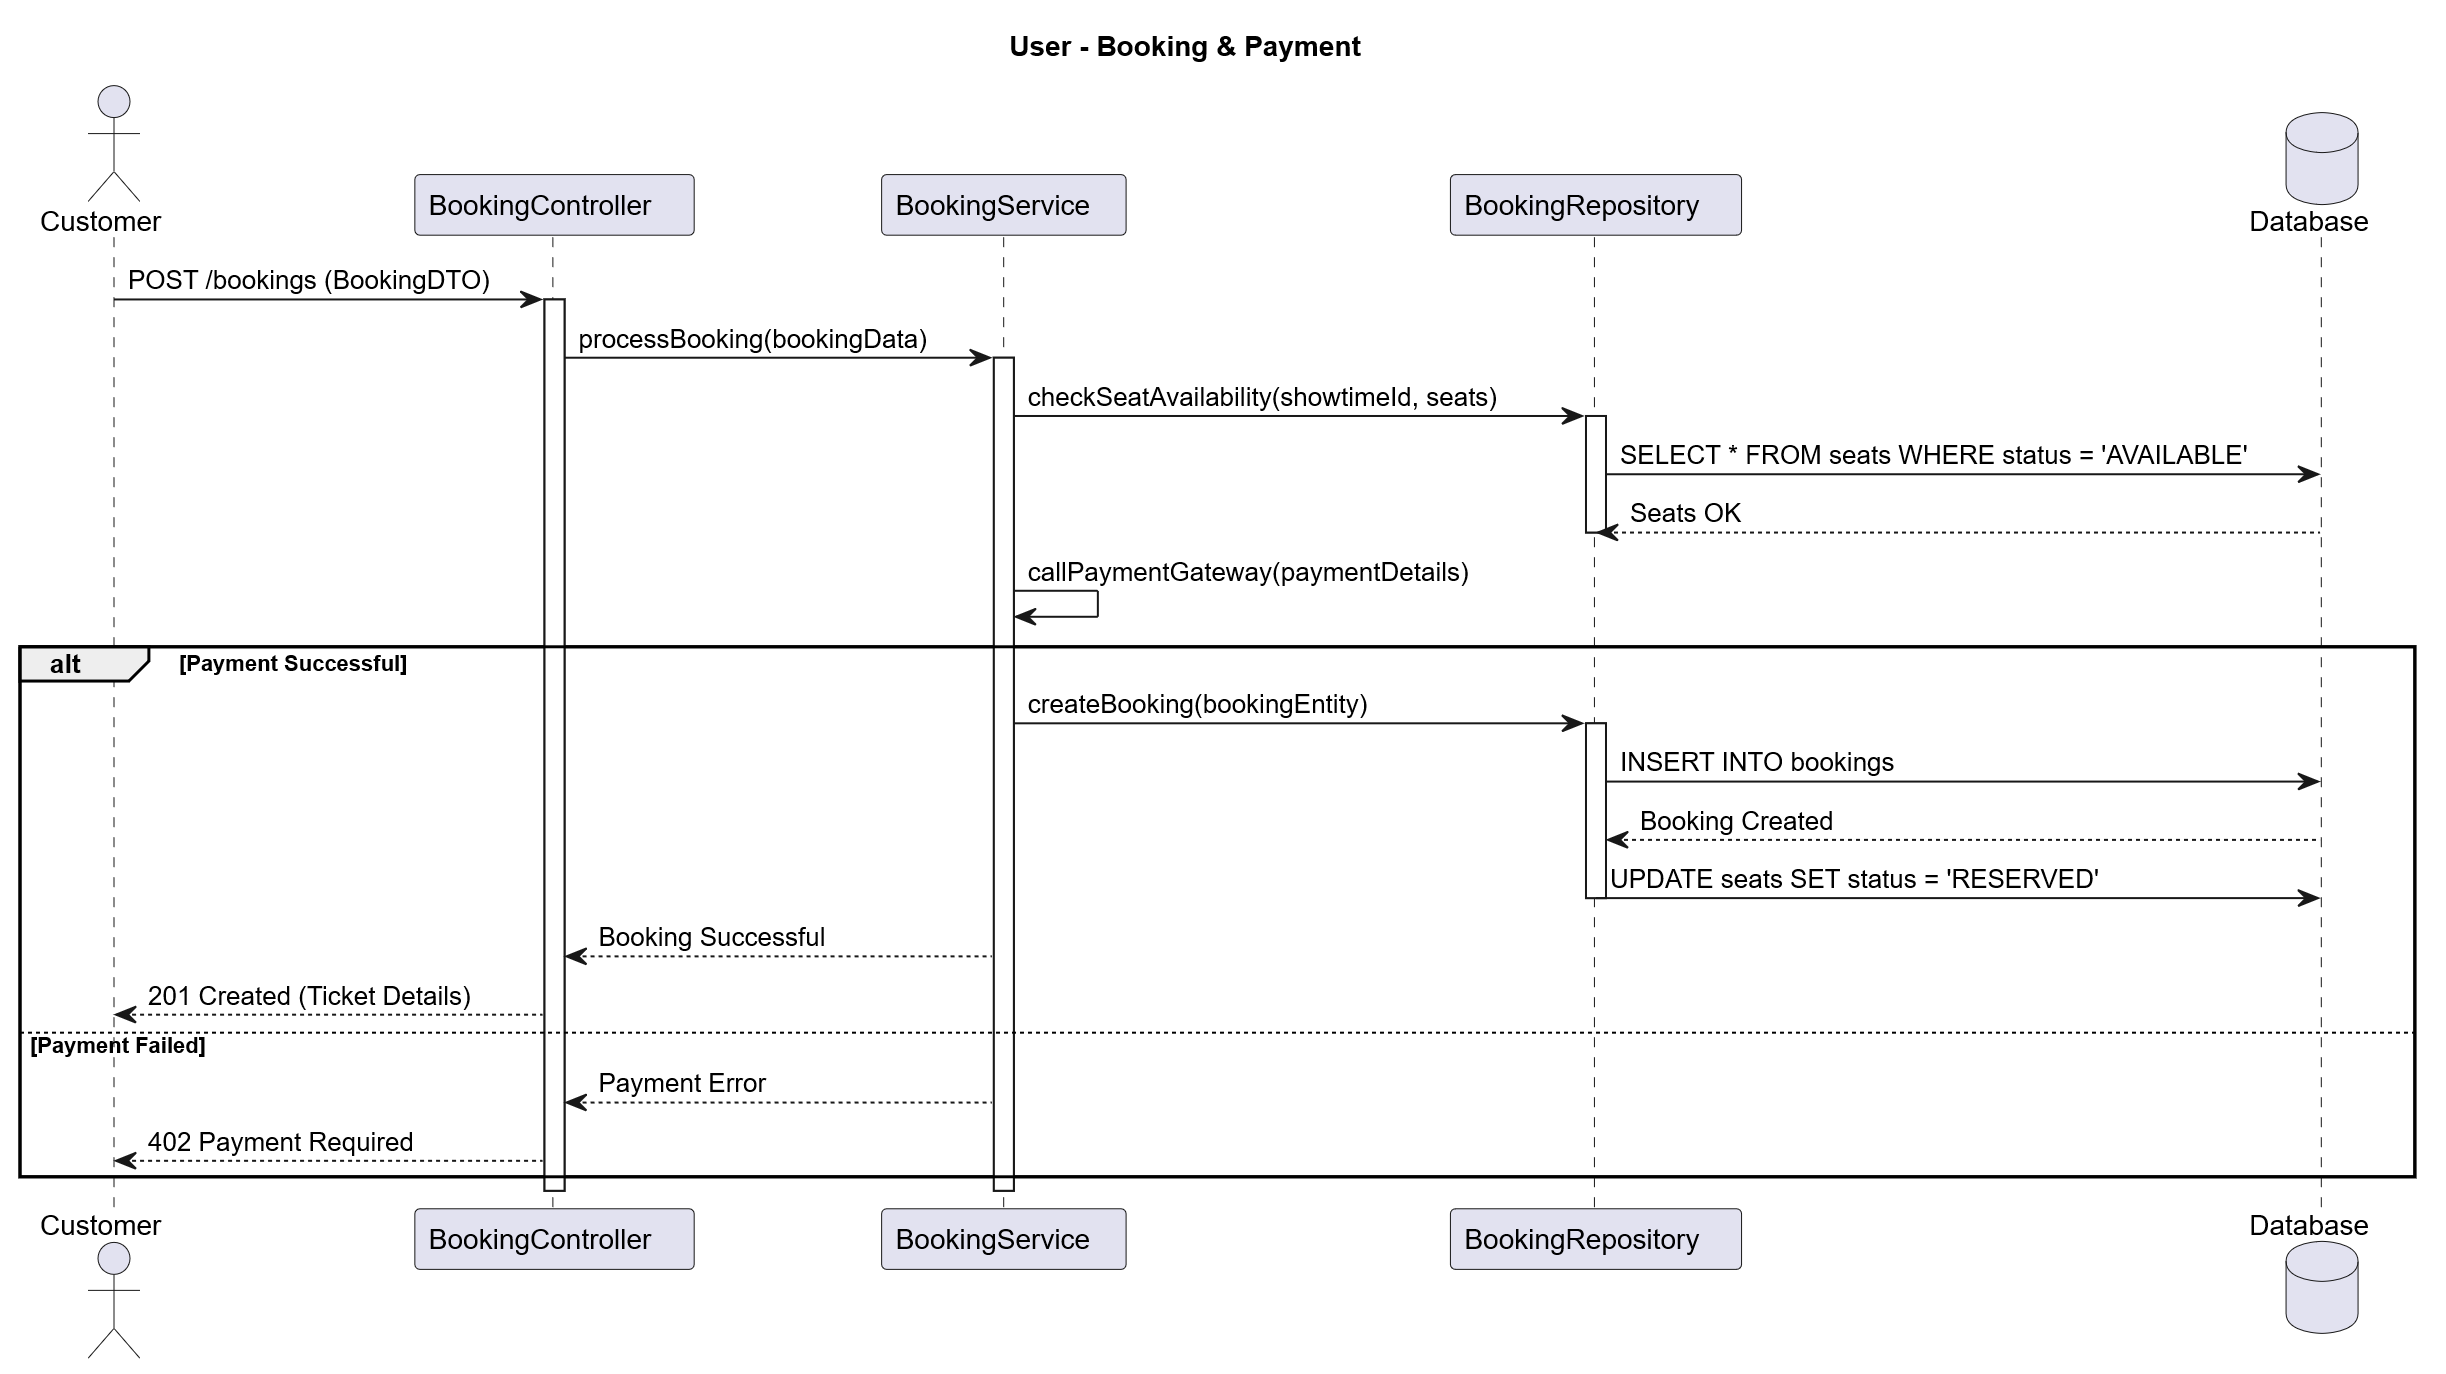 User - Booking & Payment
Customer
BookingController
BookingService
BookingRepository
Database
POST /bookings (BookingDTO)
processBooking(bookingData)
checkSeatAvailability(showtimeId, seats)
SELECT * FROM seats WHERE status = 'AVAILABLE'
Seats OK
callPaymentGateway(paymentDetails)
alt [Payment Successful]
createBooking(bookingEntity)
INSERT INTO bookings
Booking Created
UPDATE seats SET status = 'RESERVED'
Booking Successful
201 Created (Ticket Details)
[Payment Failed]
Payment Error
402 Payment Required
Customer
BookingController
BookingService
BookingRepository
Database